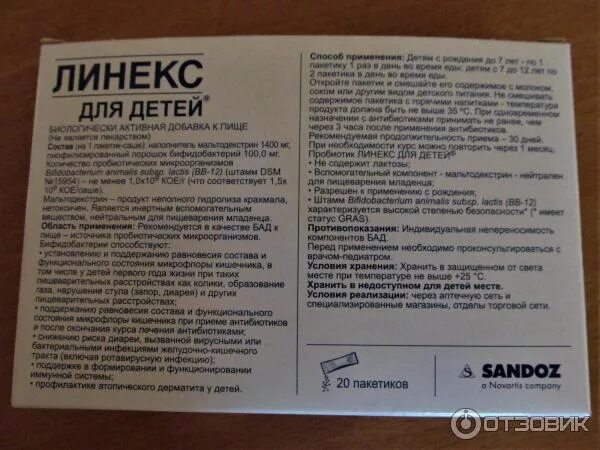 ЛИНЕКС
ДЛЯ ДЕТЕЙ®
БИОЛОГИЧЕСКИ АКТИВНАЯ ДОБАВКА К ПИЩЕ
(Не является лекарством)
Состав (на 1 пакетик-саше): наполнитель мальтодекстрин 1400 мг,
лиофилизированный порошок бифидобактерий 100,0 мг.
Количество пробиотических микроорганизмов
Bifidobacterium animalis subsp. lactis (BB-12) (штамм DSM
№15954) – не менее 1,0x10⁸ КОЕ/г (что соответствует 1,5x
10⁸ КОЕ/саше).
Мальтодекстрин – продукт неполного гидролиза крахмала,
нетоксичен. Является инертным вспомогательным
веществом, нейтральным для пищеварения младенца.
Область применения: Рекомендуется в качестве БАД к
пище – источника пробиотических микроорганизмов.
Бифидобактерии способствуют:
• установлению и поддержанию равновесия состава и
функционального состояния микрофлоры кишечника, в
том числе у детей первого года жизни при таких
пищеварительных расстройствах как колики, образование
газа, нарушение стула (запор, диарея) и других
пищеварительных расстройствах;
• поддержанию равновесия состава и функционального
состояния микрофлоры кишечника при приеме антибиотиков
и после окончания курса лечения антибиотиками;
• снижению риска диареи, вызванной вирусными или
бактериальными инфекциями желудочно-кишечного
тракта (включая ротавирусную инфекцию);
• поддержке в формировании и функционировании
иммунной системы;
• профилактике атопического дерматита у детей.
Способ применения: Детям с рождения до 7 лет - по 1
пакетику 1 раз в день во время еды; детям с 7 до 12 лет по
2 пакетика в день во время еды.
Откройте пакетик и смешайте его содержимое с молоком,
соком или другим видом детского питания. Не смешивать
содержимое пакетика с горячими напитками - температура
продукта должна быть не выше 35 °С. При одновременном
назначении с антибиотиками принимать не ранее, чем
через 3 часа после применения антибиотиков.
Рекомендуемая продолжительность приема – 30 дней.
При необходимости курс можно повторить через 1 месяц.
Пробиотик ЛИНЕКС ДЛЯ ДЕТЕЙ®
• Не содержит лактозы;
• Вспомогательный компонент - мальтодекстрин - нейтрален
для пищеварения младенца;
• Разрешен к применению с рождения;
• Штамм Bifidobacterium animalis subsp. lactis (BB-12)
характеризуется высокой степенью безопасности* (* имеет
статус GRAS).
Противопоказания: Индивидуальная непереносимость
компонентов БАД.
Перед применением необходимо проконсультироваться с
врачом-педиатром.
Условия хранения: Хранить в защищенном от света
месте при температуре не выше +25 °С.
Хранить в недоступном для детей месте.
Условия реализации: через аптечную сеть и
специализированные магазины, отделы торговой сети.
20 пакетиков
SANDOZ
a Novartis company
ОТЗОВИК